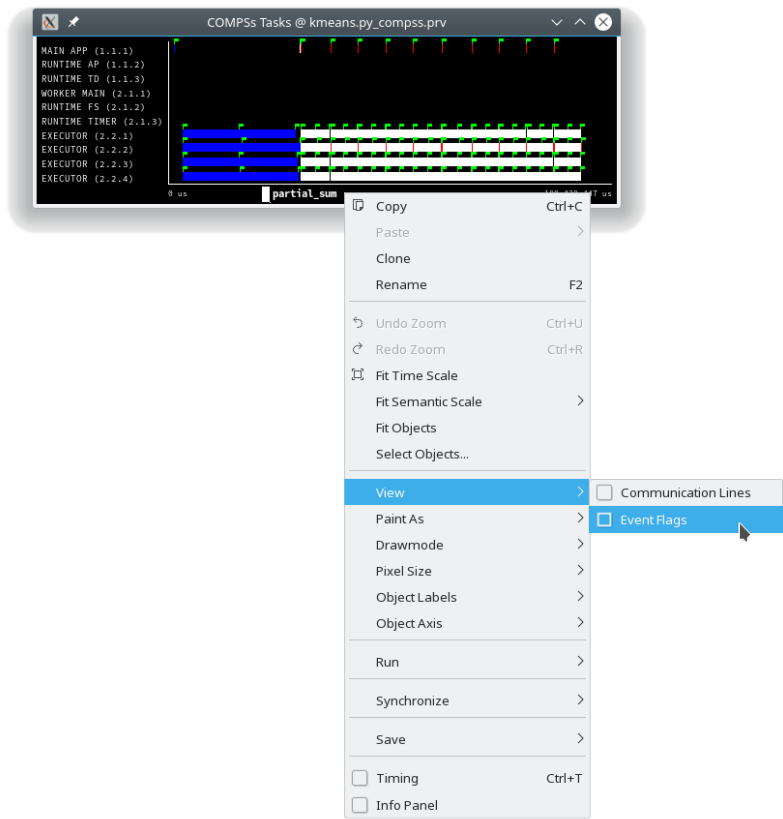 COMPSs Tasks @ kmeans.py_compss.prv
MAIN APP (1.1.1)
RUNTIME AP (1.1.2)
RUNTIME TD (1.1.3)
WORKER MAIN (2.1.1)
RUNTIME FS (2.1.2)
RUNTIME TIMER (2.1.3)
EXECUTOR (2.2.1)
EXECUTOR (2.2.2)
EXECUTOR (2.2.3)
EXECUTOR (2.2.4)
0 us
us
partial_sum
Copy Ctrl+C
Paste
Clone
Rename F2
Undo Zoom Ctrl+U
Redo Zoom Ctrl+R
Fit Time Scale
Fit Semantic Scale
Fit Objects
Select Objects...
View
Communication Lines
Paint As
Event Flags
Drawmode
Pixel Size
Object Labels
Object Axis
Run
Synchronize
Save
Timing Ctrl+T
Info Panel